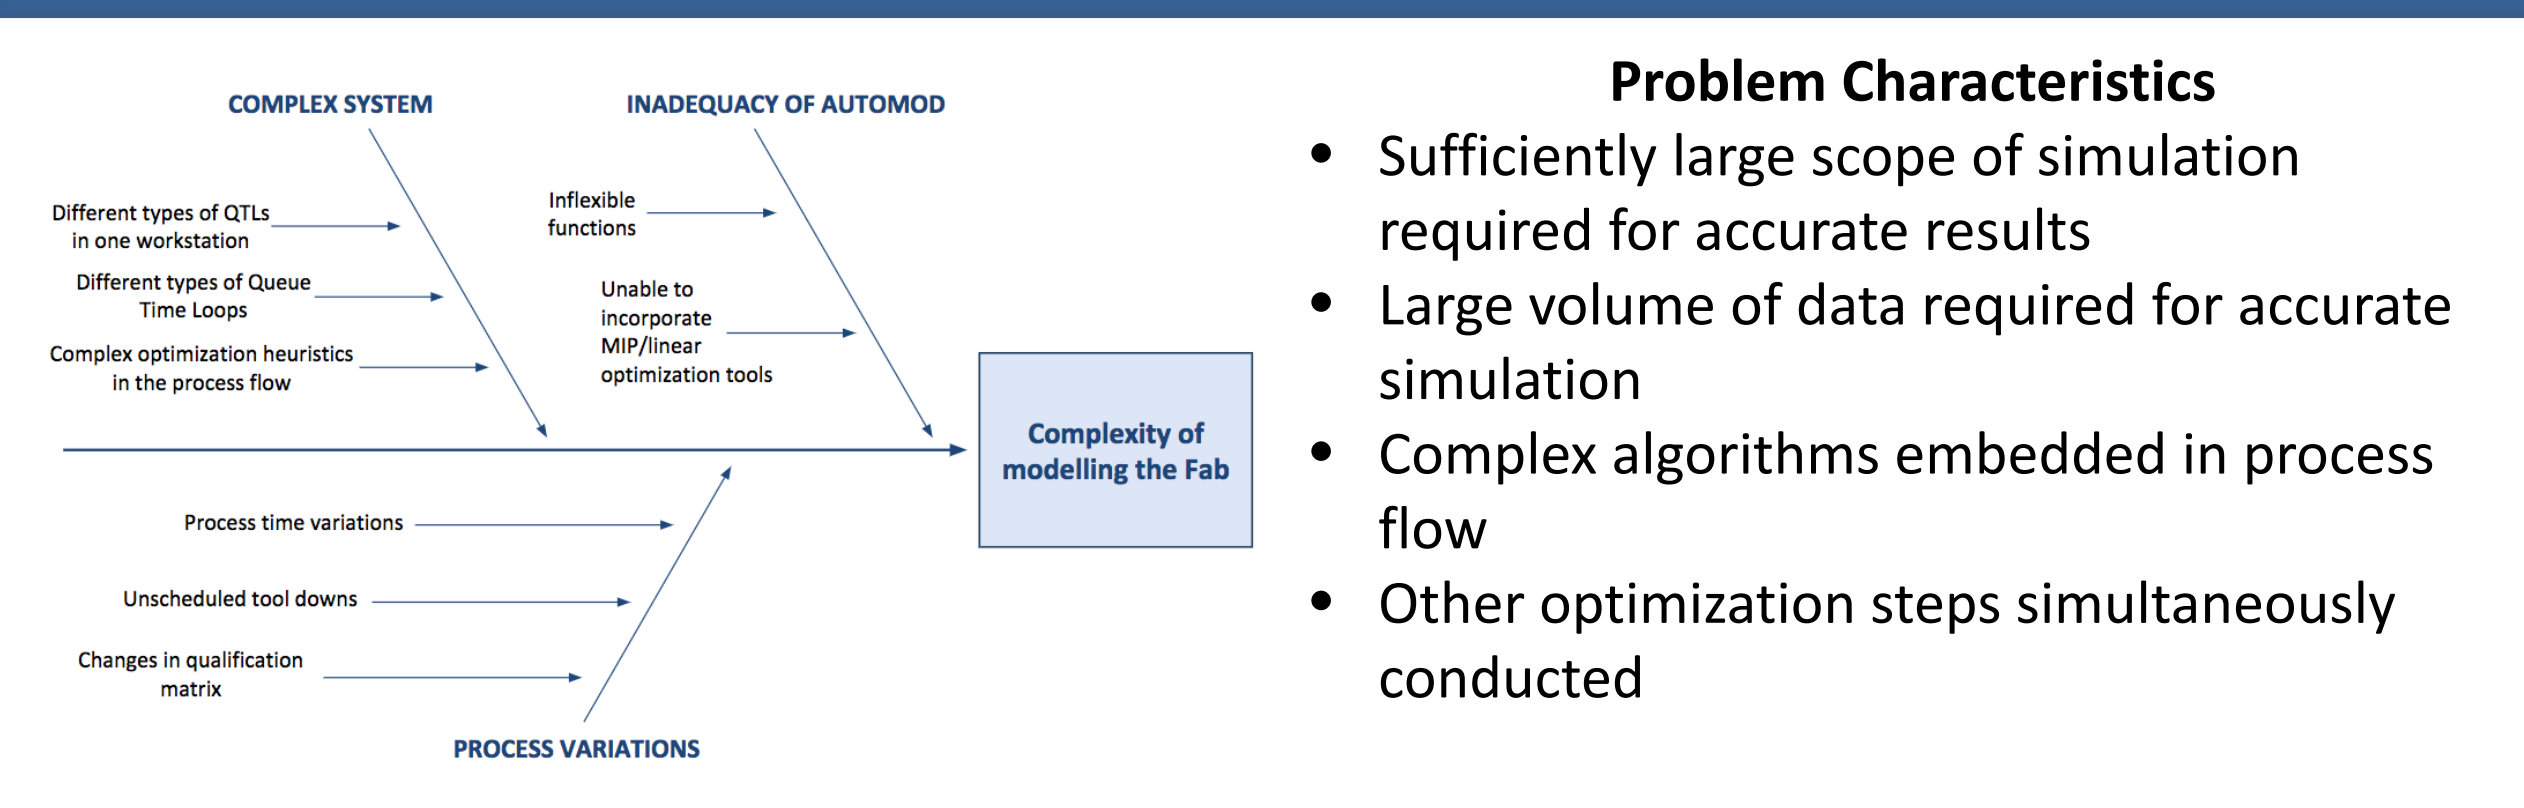 COMPLEX SYSTEM
INADEQUACY OF AUTOMOD
Different types of QTLs
in one workstation
Different types of Queue
Time Loops
Complex optimization heuristics
in the process flow
Inflexible
functions
Unable to
incorporate
MIP/linear
optimization tools
Complexity of
modelling the Fab
Process time variations
Unscheduled tool downs
Changes in qualification
matrix
PROCESS VARIATIONS
Problem Characteristics
• Sufficiently large scope of simulation
required for accurate results
• Large volume of data required for accurate
simulation
• Complex algorithms embedded in process
flow
• Other optimization steps simultaneously
conducted